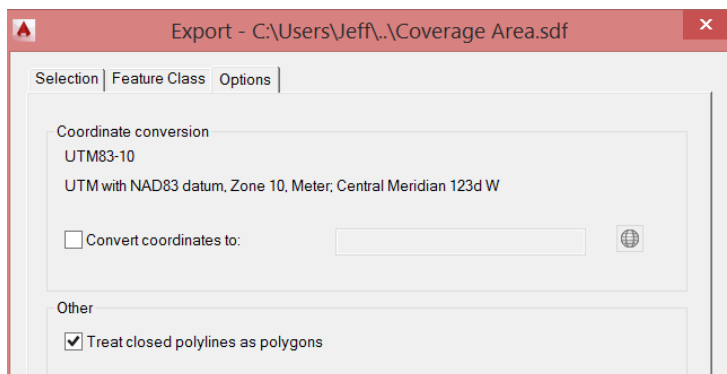 Export - C:\Users\Jeff\..\Coverage Area.sdf
Selection Feature Class Options
Coordinate conversion
UTM83-10
UTM with NAD83 datum, Zone 10, Meter; Central Meridian 123d W
Convert coordinates to:
Other
Treat closed polylines as polygons